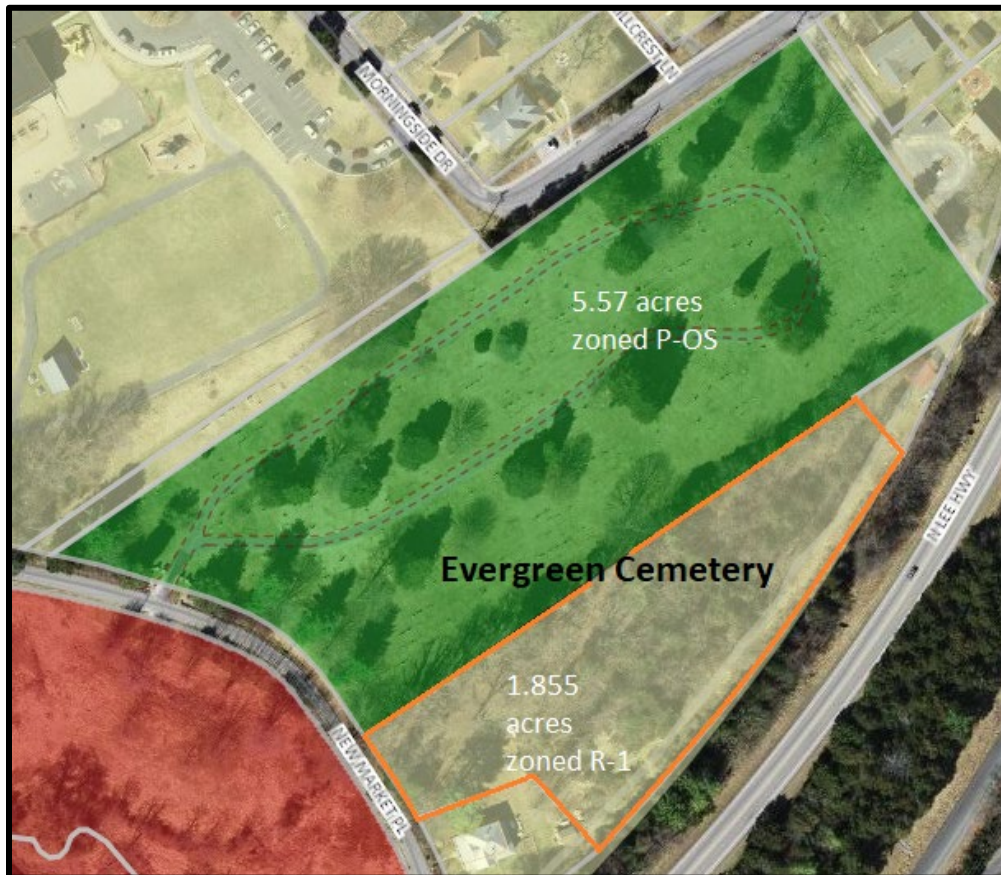 MORNINGSIDE DR
ILLCREST LN
5.57 acres
zoned P-OS
N LEE HWY
Evergreen Cemetery
1.855
acres
zoned R-1
NEW MARKET PL